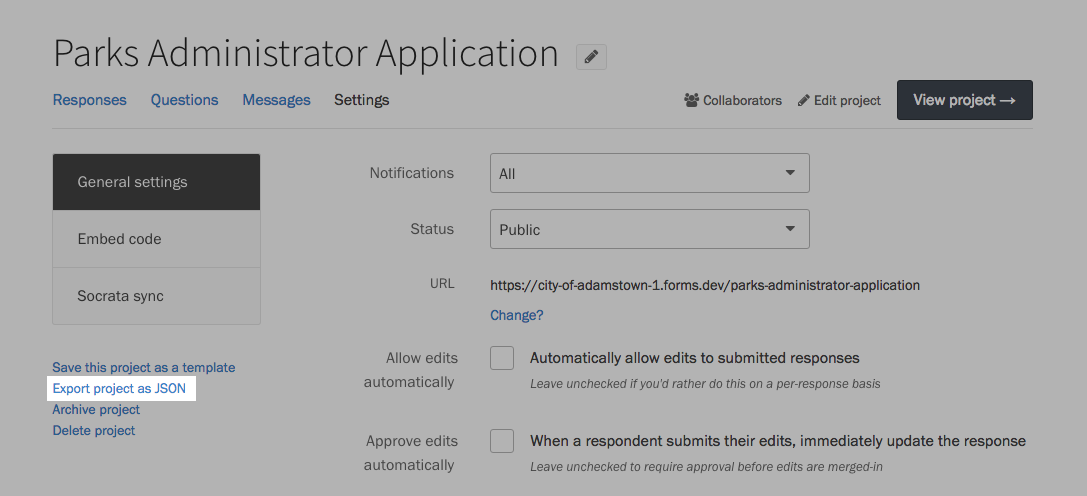 Parks Administrator Application
Responses Questions Messages Settings Collaborators Edit project View project →
General settings
Embed code
Socrata sync
Save this project as a template
Export project as JSON
Archive project
Delete project
Notifications All
Status Public
URL https://city-of-adamstown-1.forms.dev/parks-administrator-application
Change?
Allow edits
automatically
Automatically allow edits to submitted responses
Leave unchecked if you'd rather do this on a per-response basis
Approve edits
automatically
When a respondent submits their edits, immediately update the response
Leave unchecked to require approval before edits are merged-in